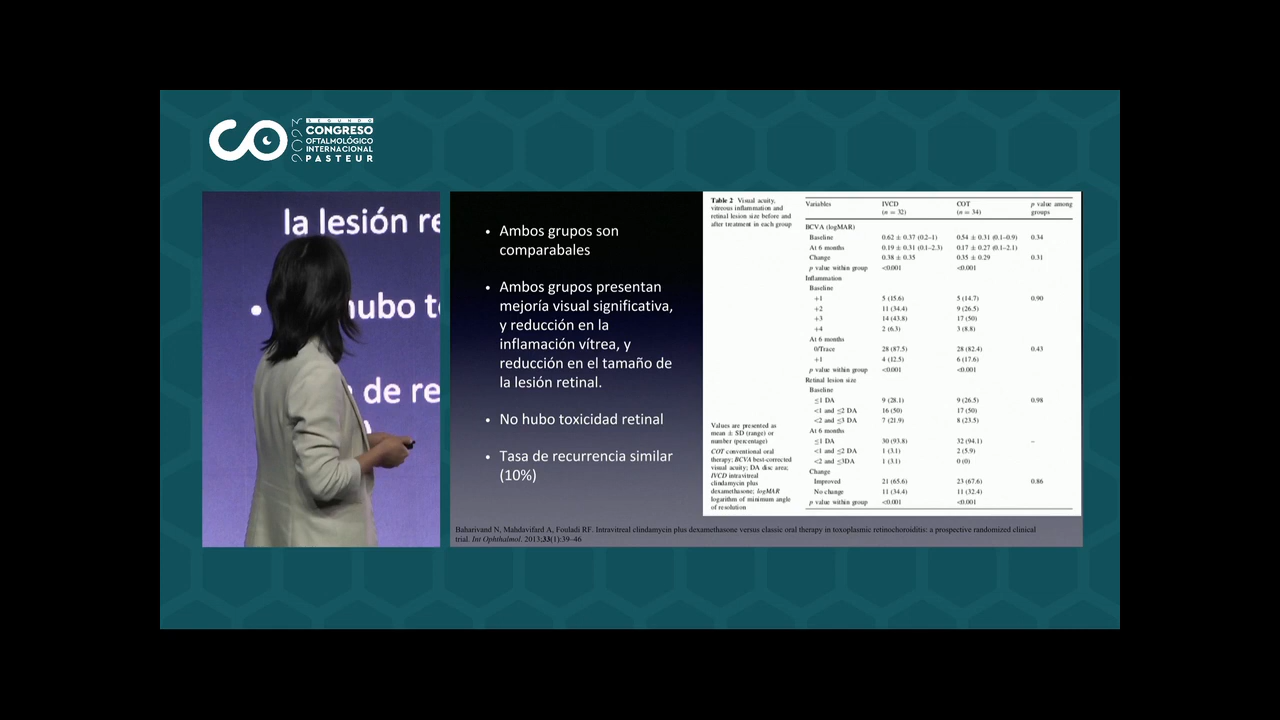 SEGUNDO
CONGRESO
OFTALMOLÓGICO
INTERNACIONAL
PASTEUR
2023
la lesión re
hubo t
de re
• Ambos grupos son
comparabales
• Ambos grupos presentan
mejoría visual significativa,
y reducción en la
inflamación vítrea, y
reducción en el tamaño de
la lesión retinal.
• No hubo toxicidad retinal
• Tasa de recurrencia similar
(10%)
Table 2 Visual acuity,
vitreous inflammation and
retinal lesion size before and
after treatment in each group
Values are presented as
mean ± SD (range) or
number (percentage)
COT conventional oral
therapy; BCVA best-corrected
visual acuity; DA disc area;
IVCD intravitreal
clindamycin plus
dexamethasone; logMAR
logarithm of minimum angle
of resolution
Variables IVCD (n = 32) COT (n = 34) p value among groups
BCVA (logMAR)
Baseline 0.62 ± 0.37 (0.2–1) 0.54 ± 0.31 (0.1–0.9) 0.34
At 6 months 0.19 ± 0.31 (0.1–2.3) 0.17 ± 0.27 (0.1–2.1)
Change 0.38 ± 0.35 0.35 ± 0.29 0.31
p value within group <0.001 <0.001
Inflammation
Baseline
+1 5 (15.6) 5 (14.7) 0.90
+2 11 (34.4) 9 (26.5)
+3 14 (43.8) 17 (50)
+4 2 (6.3) 3 (8.8)
At 6 months
0/Trace 28 (87.5) 28 (82.4) 0.43
+1 4 (12.5) 6 (17.6)
p value within group <0.001 <0.001
Retinal lesion size
Baseline
≤1 DA 9 (28.1) 9 (26.5) 0.98
<1 and ≤2 DA 16 (50) 17 (50)
<2 and ≤3 DA 7 (21.9) 8 (23.5)
At 6 months
≤1 DA 30 (93.8) 32 (94.1) –
<1 and ≤2 DA 1 (3.1) 2 (5.9)
<2 and ≤3DA 1 (3.1) 0 (0)
Change
Improved 21 (65.6) 23 (67.6) 0.86
No change 11 (34.4) 11 (32.4)
p value within group <0.001 <0.001
Baharivand N, Mahdavifard A, Fouladi RF. Intravitreal clindamycin plus dexamethasone versus classic oral therapy in toxoplasmic retinochoroiditis: a prospective randomized clinical
trial. Int Ophthalmol. 2013;33(1):39–46